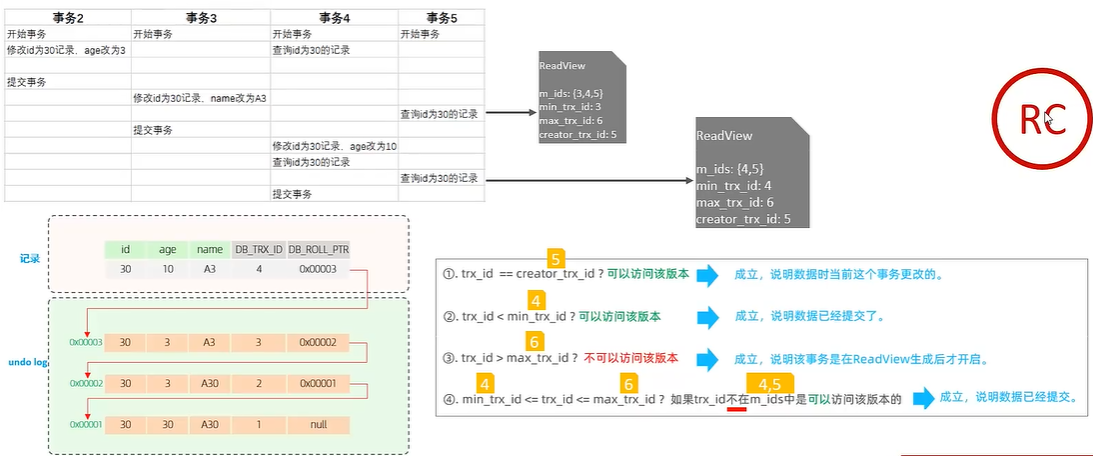 事务2 事务3 事务4 事务5
开始事务 开始事务 开始事务 开始事务
修改id为30记录，age改为3 查询id为30的记录
提交事务
修改id为30记录，name改为A3
查询id为30的记录
提交事务
修改id为30记录，age改为10
查询id为30的记录
查询id为30的记录
提交事务
ReadView
m_ids: {3,4,5}
min_trx_id: 3
max_trx_id: 6
creator_trx_id: 5
ReadView
m_ids: {4,5}
min_trx_id: 4
max_trx_id: 6
creator_trx_id: 5
RC
记录
id age name DB_TRX_ID DB_ROLL_PTR
30 10 A3 4 0x00003
undo log
0x00003 30 3 A3 3 0x00002
0x00002 30 3 A30 2 0x00001
0x00001 30 30 A30 1 null
5
①. trx_id == creator_trx_id ? 可以访问该版本 成立，说明数据时当前这个事务更改的。
4
②. trx_id < min_trx_id ? 可以访问该版本 成立，说明数据已经提交了。
6
③. trx_id > max_trx_id ? 不可以访问该版本 成立，说明该事务是在ReadView生成后才开启。
4 6 4,5
④. min_trx_id <= trx_id <= max_trx_id ? 如果trx_id不在m_ids中是可以访问该版本的 成立，说明数据已经提交。